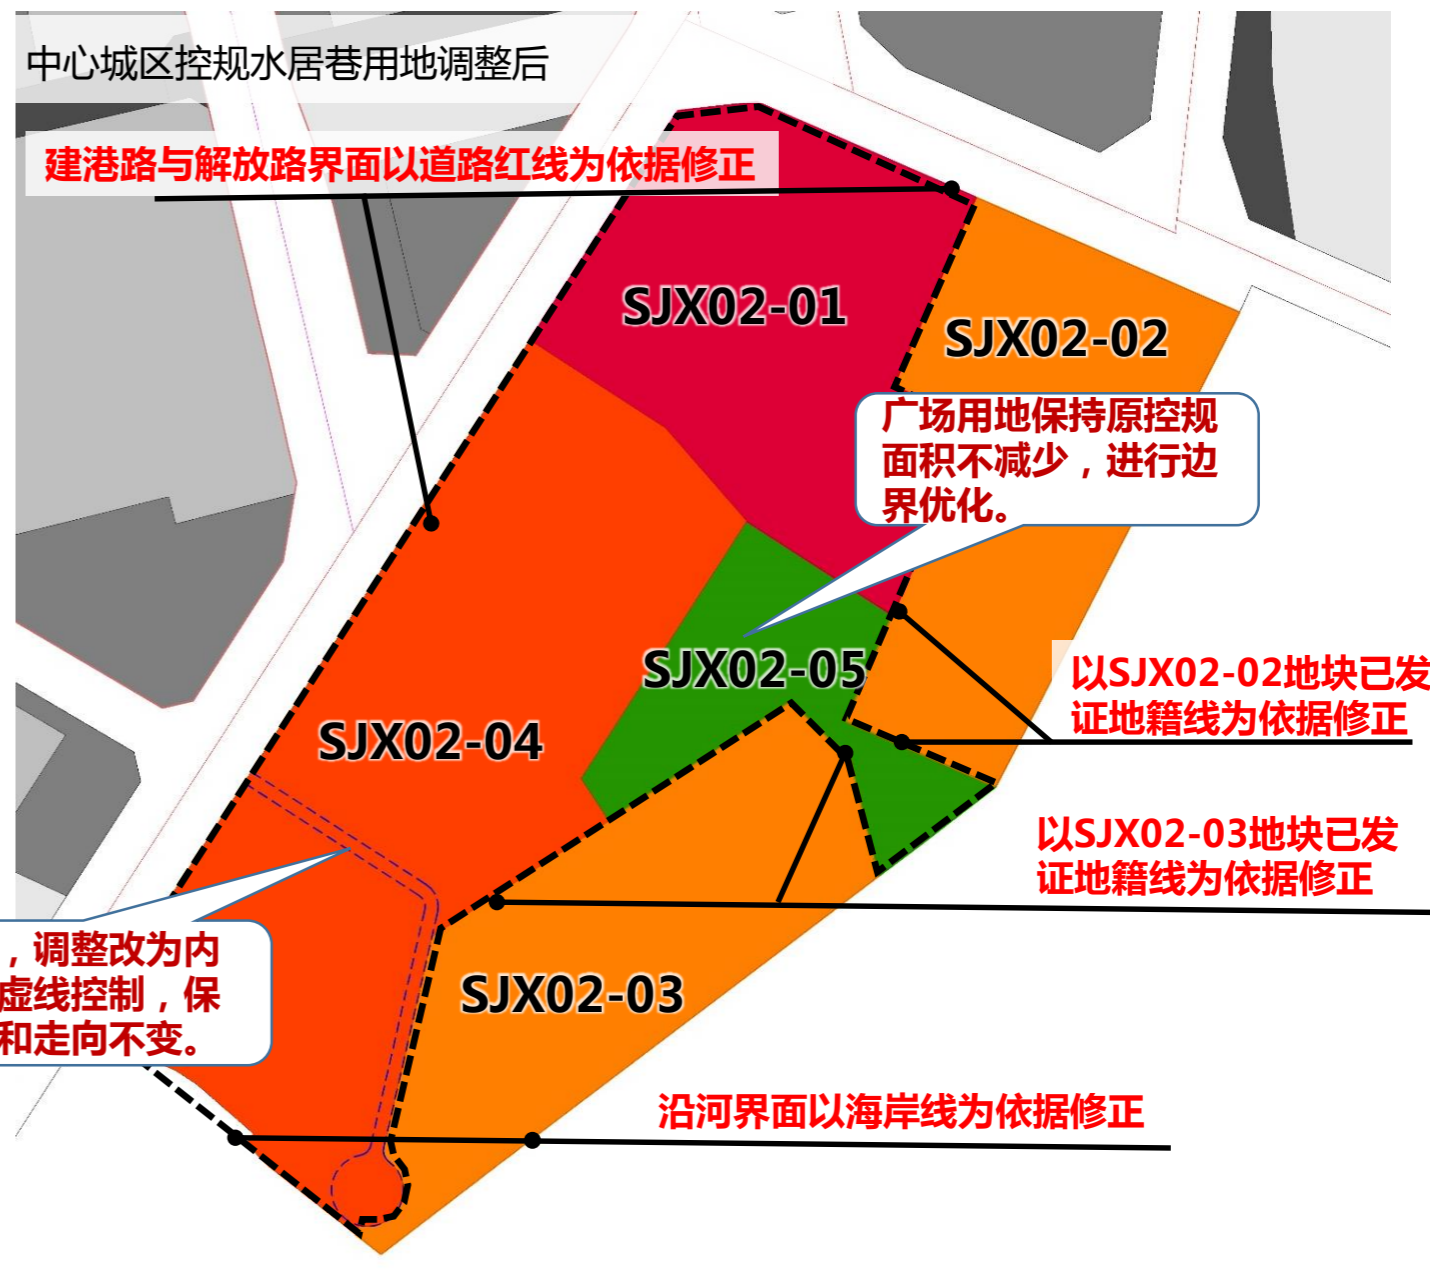 中心城区控规水居巷用地调整后
建港路与解放路界面以道路红线为依据修正
SJX02-01
SJX02-02
广场用地保持原控规
面积不减少，进行边
界优化。
SJX02-05
以SJX02-02地块已发
证地籍线为依据修正
SJX02-04
以SJX02-03地块已发
证地籍线为依据修正
，调整改为内
虚线控制，保
和走向不变。
SJX02-03
沿河界面以海岸线为依据修正